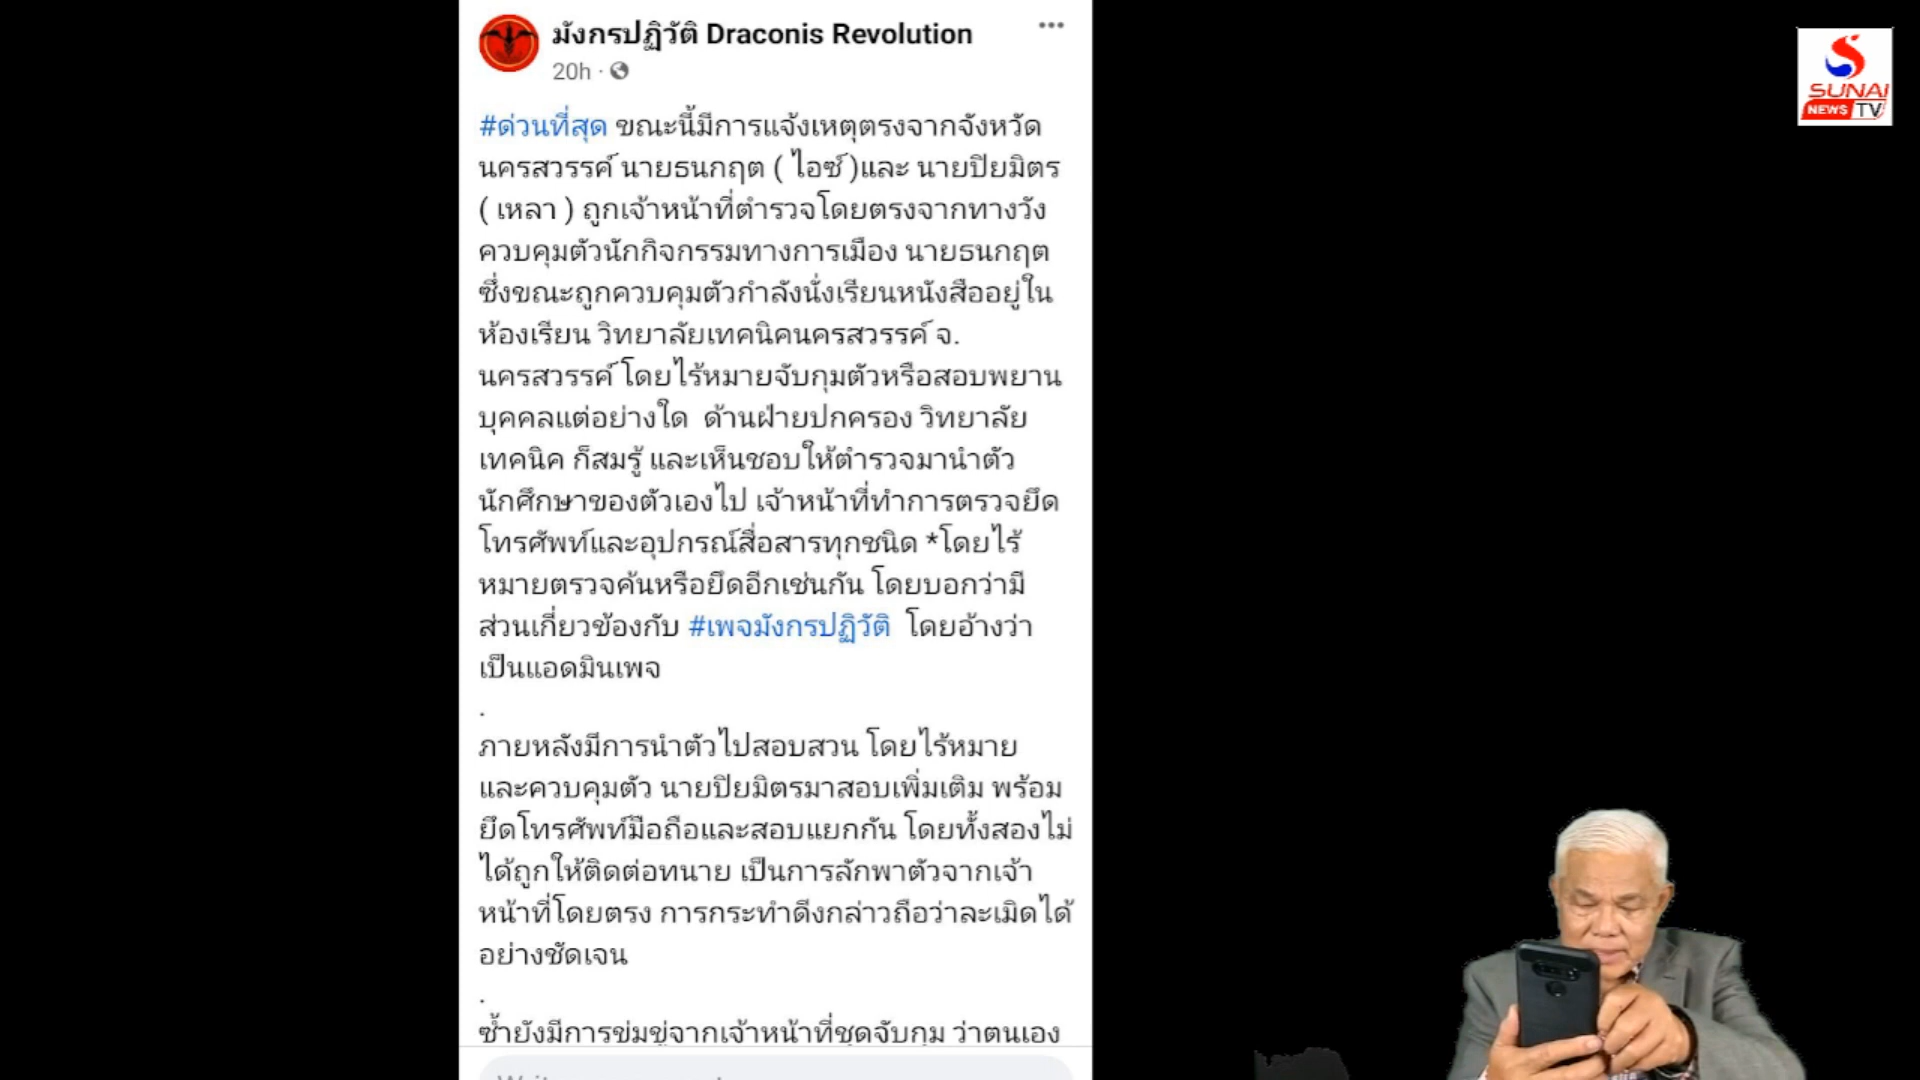 มังกรปฏิวัติ Draconis Revolution
20h ·
#ด่วนที่สุด ขณะนี้มีการแจ้งเหตุตรงจากจังหวัด
นครสวรรค์ นายธนกฤต ( ไอซ์ )และ นายปิยมิตร
( เหลา ) ถูกเจ้าหน้าที่ตำรวจโดยตรงจากทางวัง
ควบคุมตัวนักกิจกรรมทางการเมือง นายธนกฤต
ซึ่งขณะถูกควบคุมตัวกำลังนั่งเรียนหนังสืออยู่ใน
ห้องเรียน วิทยาลัยเทคนิคนครสวรรค์ จ.
นครสวรรค์ โดยไร้หมายจับกุมตัวหรือสอบพยาน
บุคคลแต่อย่างใด ด้านฝ่ายปกครอง วิทยาลัย
เทคนิค ก็สมรู้ และเห็นชอบให้ตำรวจมานำตัว
นักศึกษาของตัวเองไป เจ้าหน้าที่ทำการตรวจยึด
โทรศัพท์และอุปกรณ์สื่อสารทุกชนิด *โดยไร้
หมายตรวจค้นหรือยึดอีกเช่นกัน โดยบอกว่ามี
ส่วนเกี่ยวข้องกับ #เพจมังกรปฏิวัติ โดยอ้างว่า
เป็นแอดมินเพจ
.
ภายหลังมีการนำตัวไปสอบสวน โดยไร้หมาย
และควบคุมตัว นายปิยมิตรมาสอบเพิ่มเติม พร้อม
ยึดโทรศัพท์มือถือและสอบแยกกัน โดยทั้งสองไม่
ได้ถูกให้ติดต่อทนาย เป็นการลักพาตัวจากเจ้า
หน้าที่โดยตรง การกระทำดีงกล่าวถือว่าละเมิดได้
อย่างชัดเจน
.
ซ้ำยังมีการข่มขู่จากเจ้าหน้าที่ชุดจับกุม ว่าตนเอง
SUNAI
NEWS TV